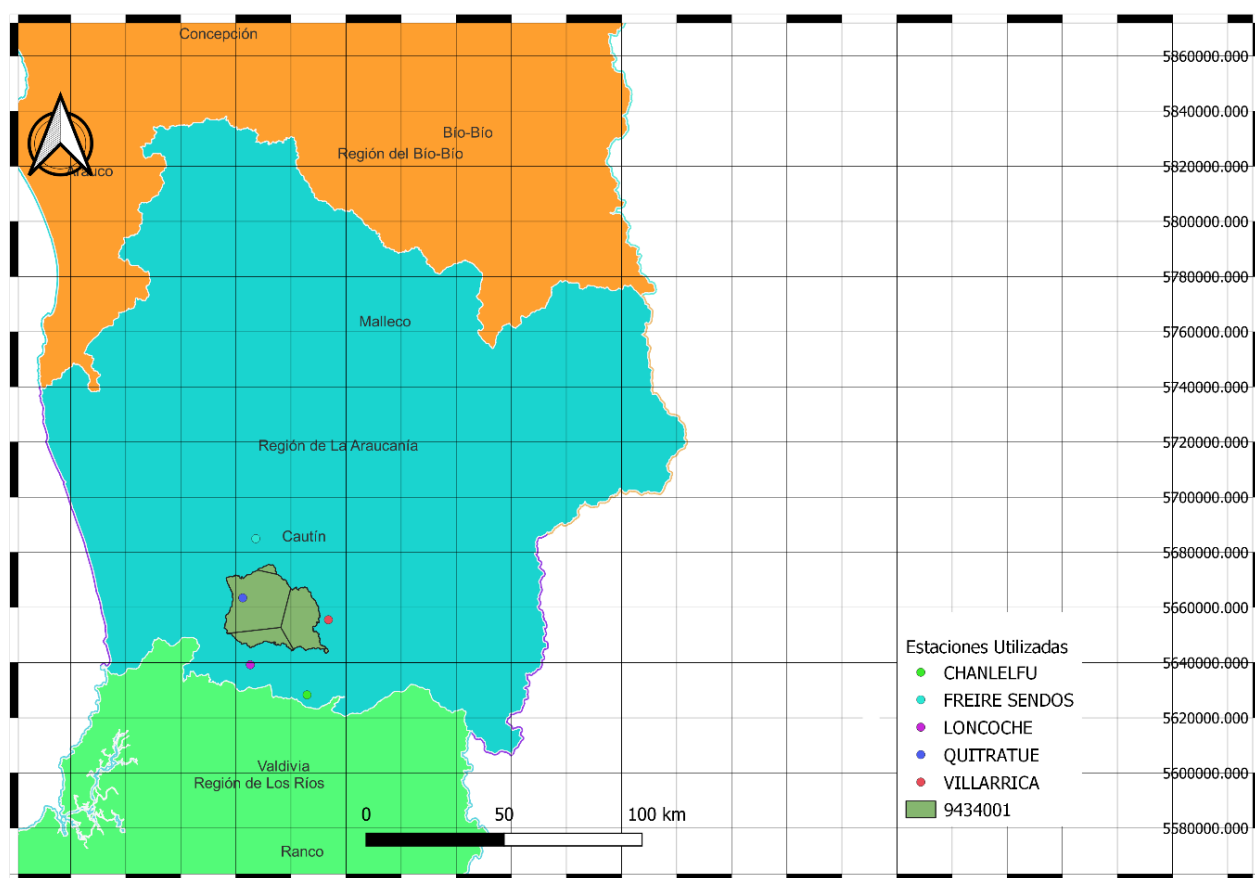 Concepción
5860000.000
5840000.000
Bío-Bío
Región del Bío-Bío
5820000.000
Arauco
5800000.000
5780000.000
5760000.000
Malleco
5740000.000
5720000.000
Región de La Araucanía
5700000.000
Cautín
5680000.000
5660000.000
Estaciones Utilizadas
5640000.000
CHANLELFU
FREIRE SENDOS
5620000.000
LONCOCHE
QUITRATUE
Valdivia
5600000.000
Región de Los Ríos
VILLARRICA
9434001
0 50 100 km
5580000.000
Ranco